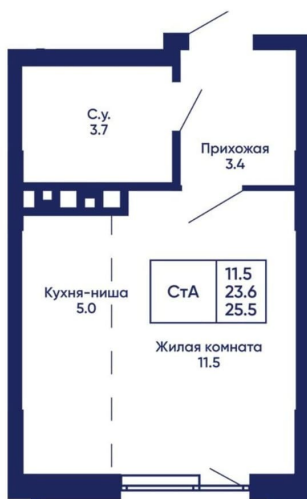 С.у.
3.7
Прихожая
3.4
Кухня-ниша
5.0
СтА
11.5
23.6
25.5
Жилая комната
11.5